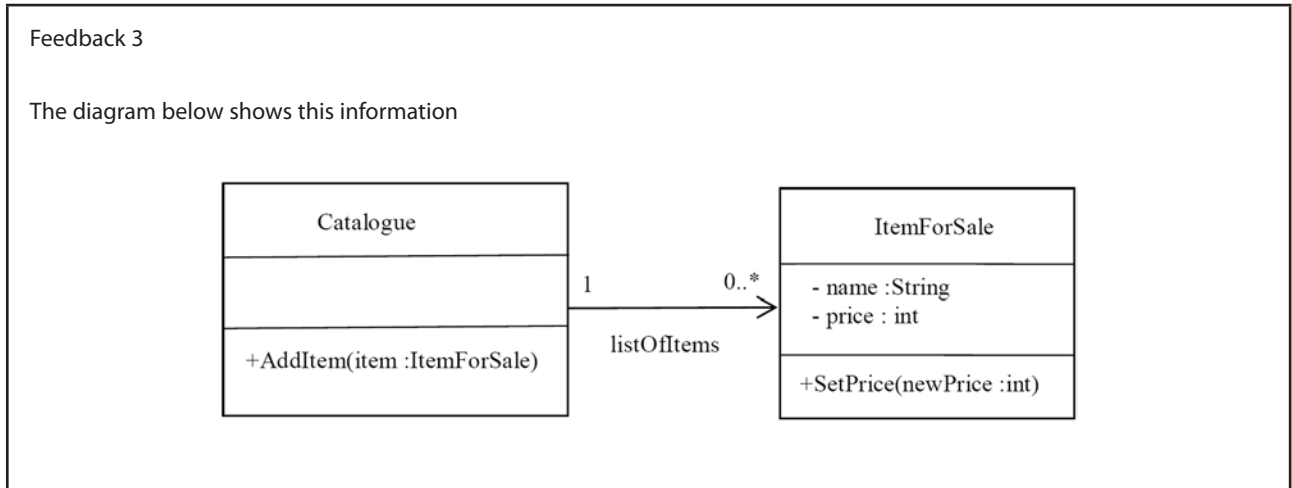 Feedback 3
The diagram below shows this information
Catalogue
+AddItem(item :ItemForSale)
1
0..*
listOfItems
ItemForSale
- name :String
- price : int
+SetPrice(newPrice :int)